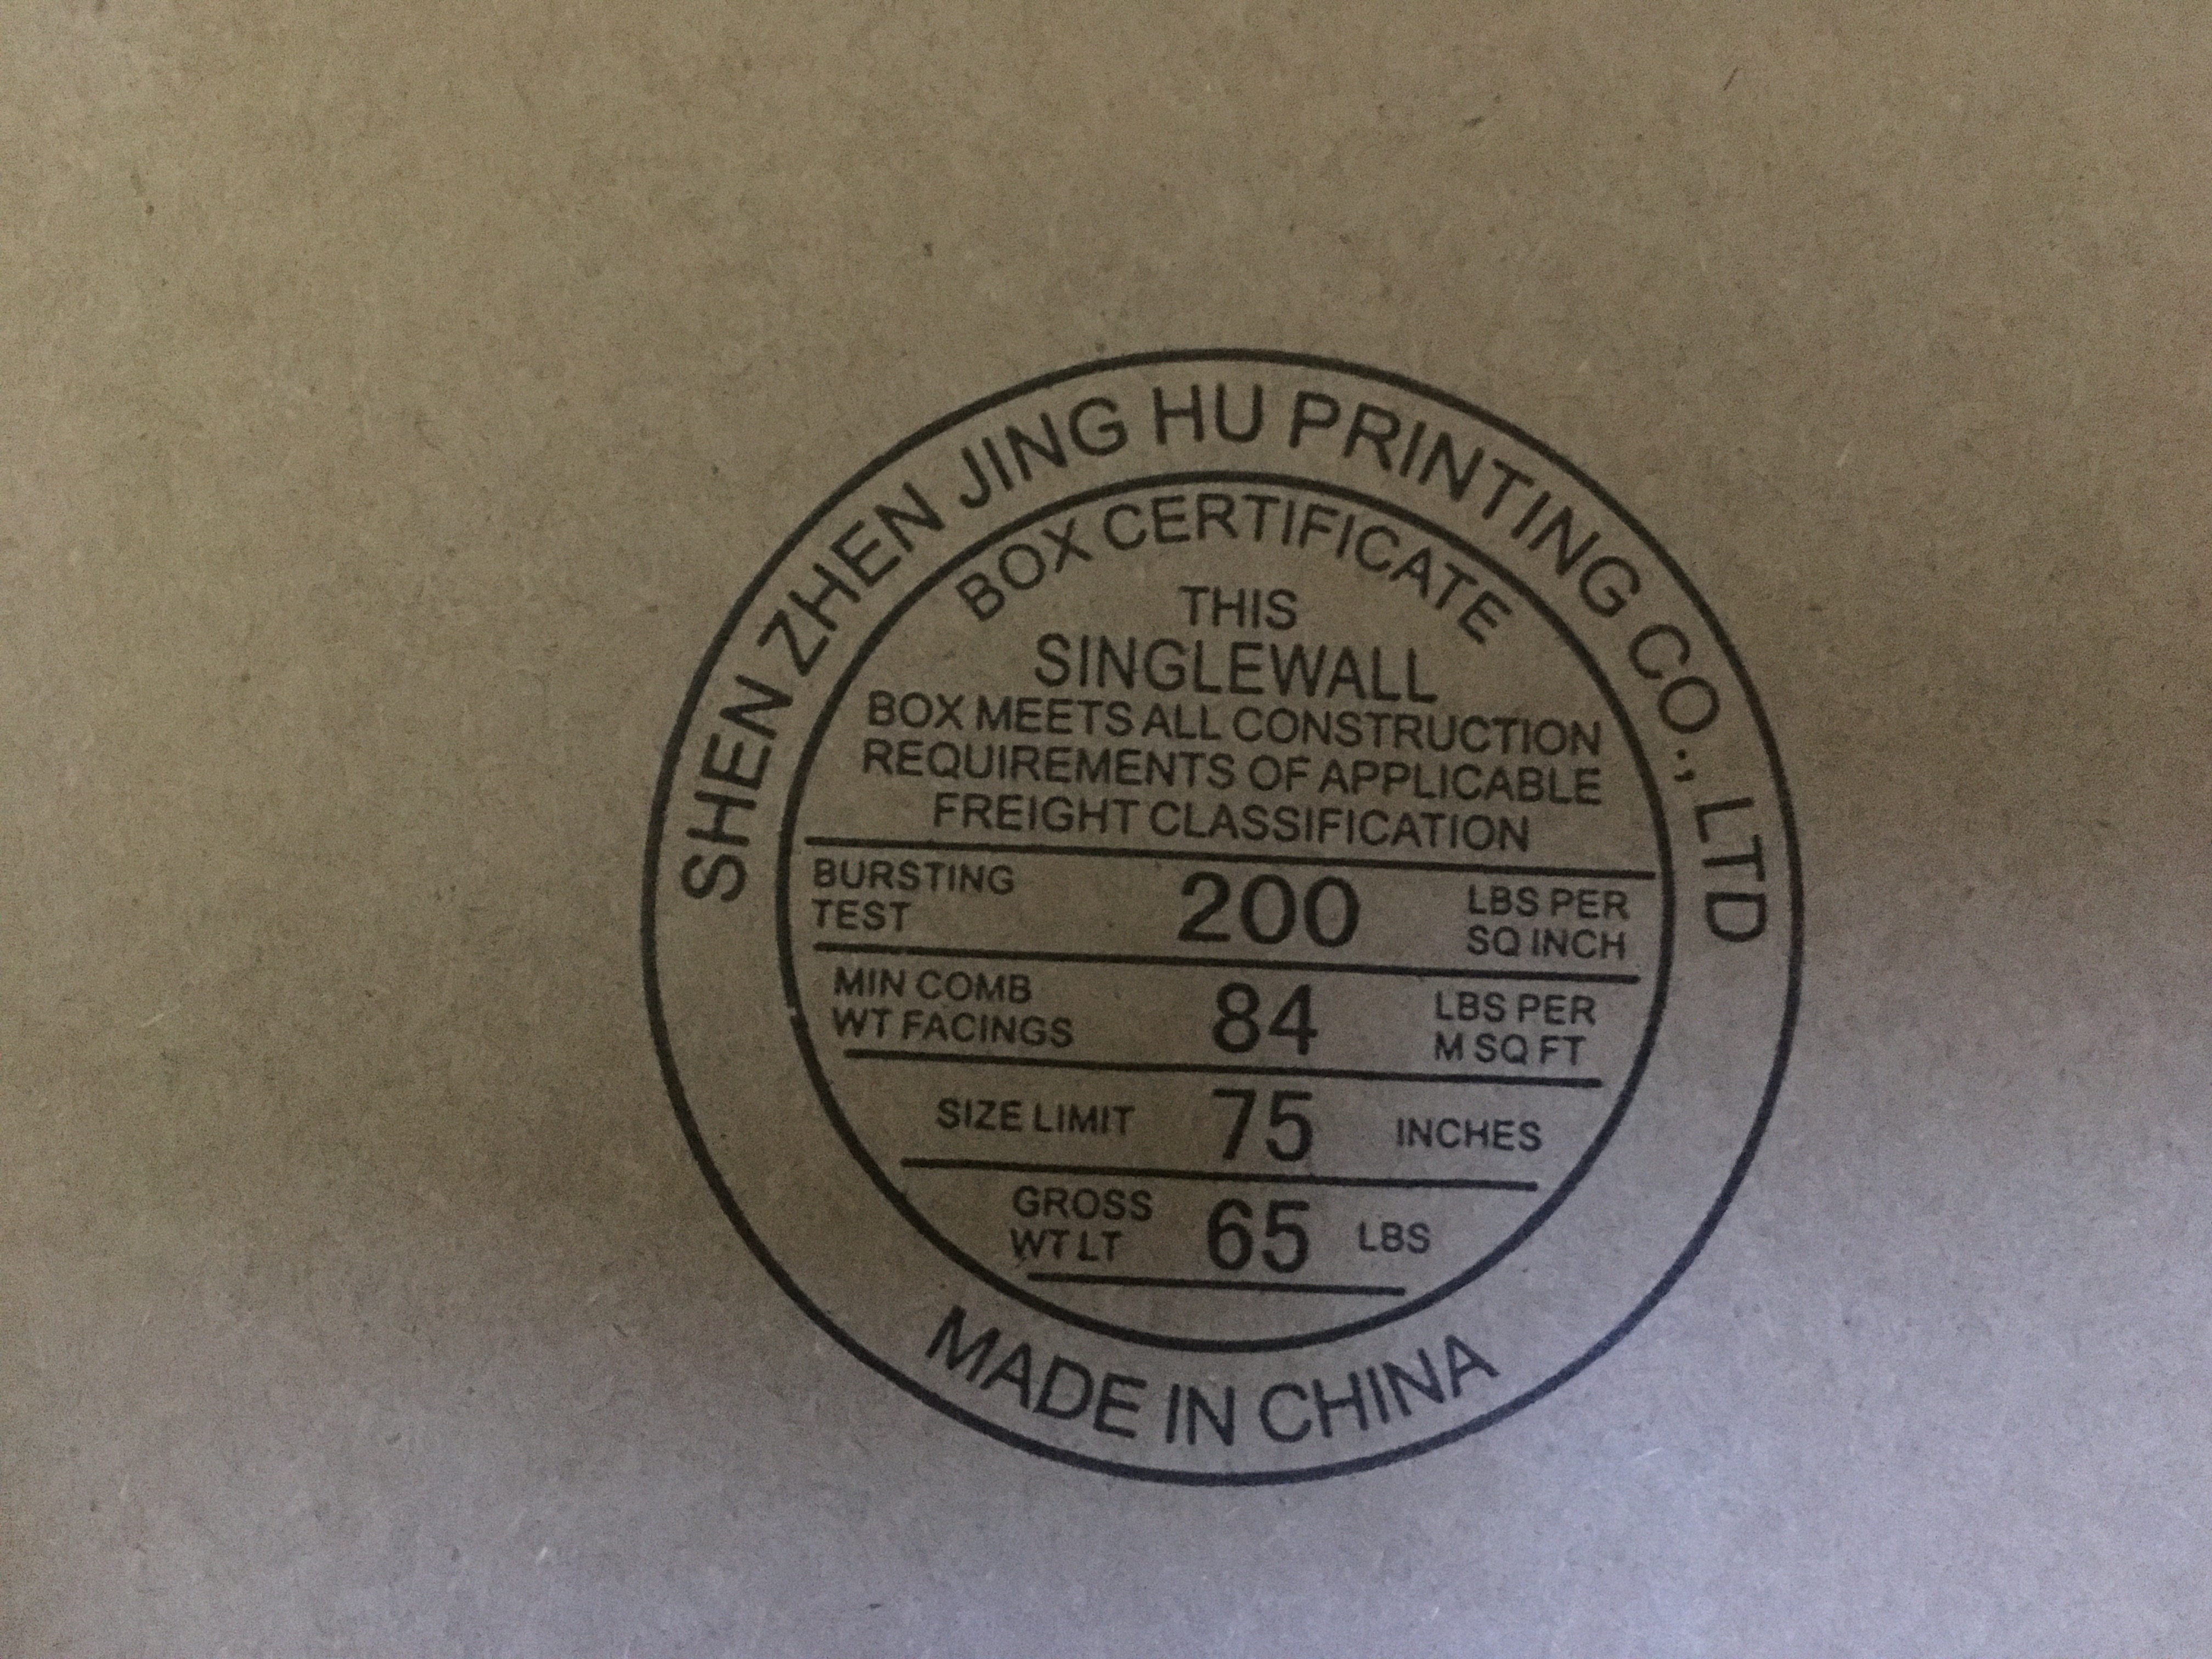 SHEN ZHEN JING HU PRINTING CO., LTD
BOX CERTIFICATE
THIS
SINGLEWALL
BOX MEETS ALL CONSTRUCTION
REQUIREMENTS OF APPLICABLE
FREIGHT CLASSIFICATION
BURSTING TEST 200 LBS PER SQ INCH
MIN COMB WT FACINGS 84 LBS PER M SQ FT
SIZE LIMIT 75 INCHES
GROSS WT LT 65 LBS
MADE IN CHINA